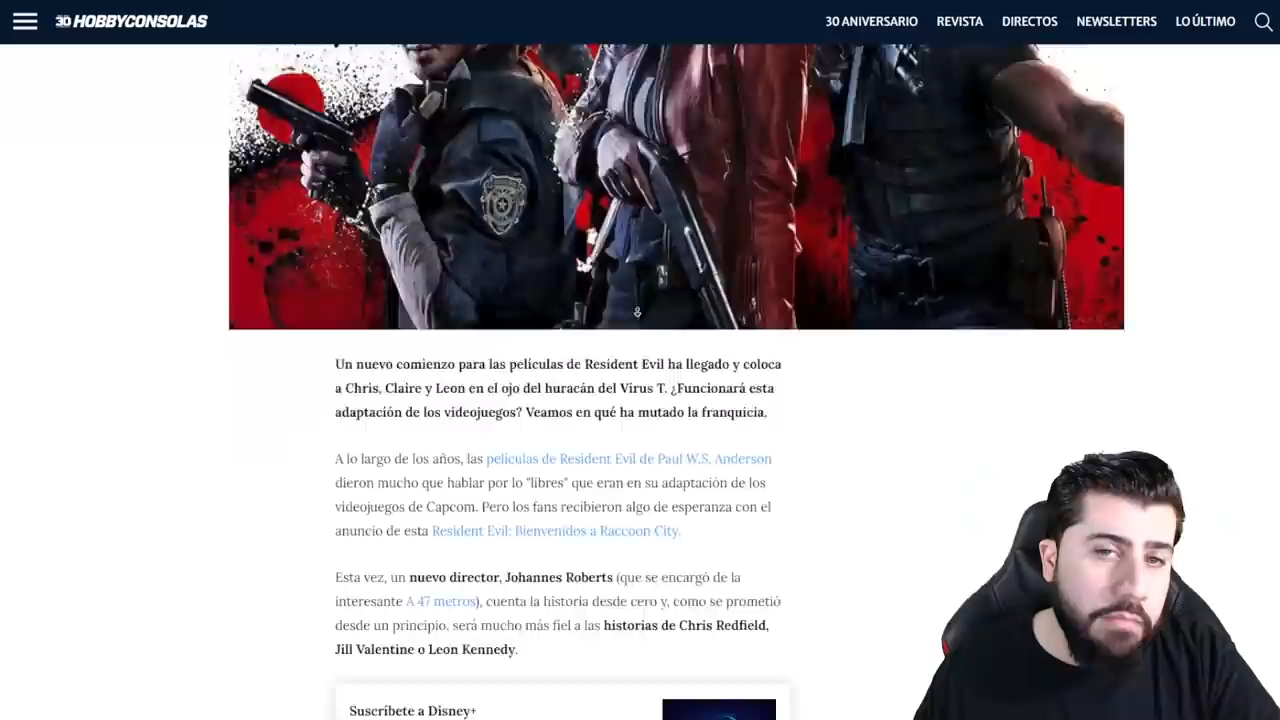 30 HOBBYCONSOLAS
30 ANIVERSARIO REVISTA DIRECTOS NEWSLETTERS LO ÚLTIMO
Un nuevo comienzo para las películas de Resident Evil ha llegado y coloca
a Chris, Claire y Leon en el ojo del huracán del Virus T. ¿Funcionará esta
adaptación de los videojuegos? Veamos en qué ha mutado la franquicia.
A lo largo de los años, las películas de Resident Evil de Paul W.S. Anderson
dieron mucho que hablar por lo "libres" que eran en su adaptación de los
videojuegos de Capcom. Pero los fans recibieron algo de esperanza con el
anuncio de esta Resident Evil: Bienvenidos a Raccoon City.
Esta vez, un nuevo director, Johannes Roberts (que se encargó de la
interesante A 47 metros), cuenta la historia desde cero y, como se prometió
desde un principio, será mucho más fiel a las historias de Chris Redfield,
Jill Valentine o Leon Kennedy.
Suscríbete a Disney+